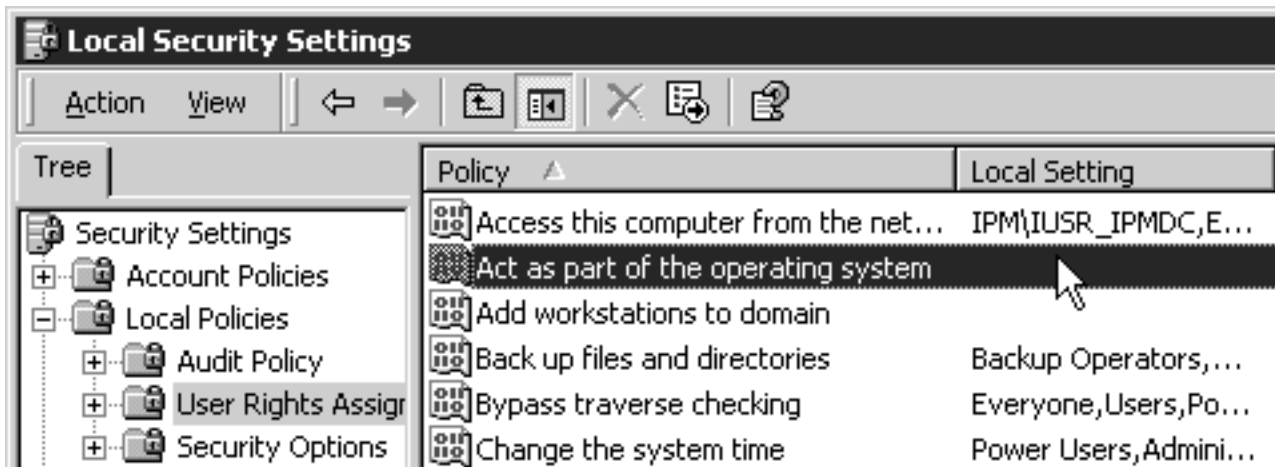 Local Security Settings
Action View
Tree
Policy Local Setting
Security Settings
Account Policies
Local Policies
Audit Policy
User Rights Assigr
Security Options
Access this computer from the net... IPM\IUSR_IPMDC,E...
Act as part of the operating system
Add workstations to domain
Back up files and directories Backup Operators,...
Bypass traverse checking Everyone,Users,Po...
Change the system time Power Users,Admini...